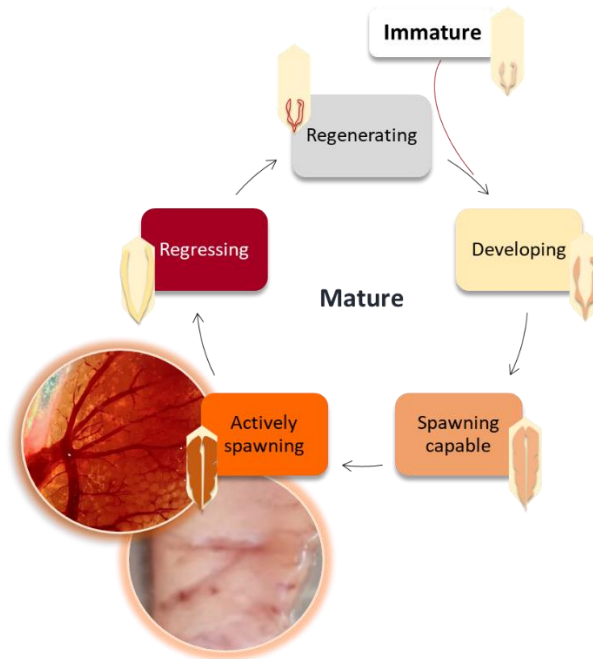 Immature
Regenerating
Regressing
Developing
Mature
Actively
spawning
Spawning
capable